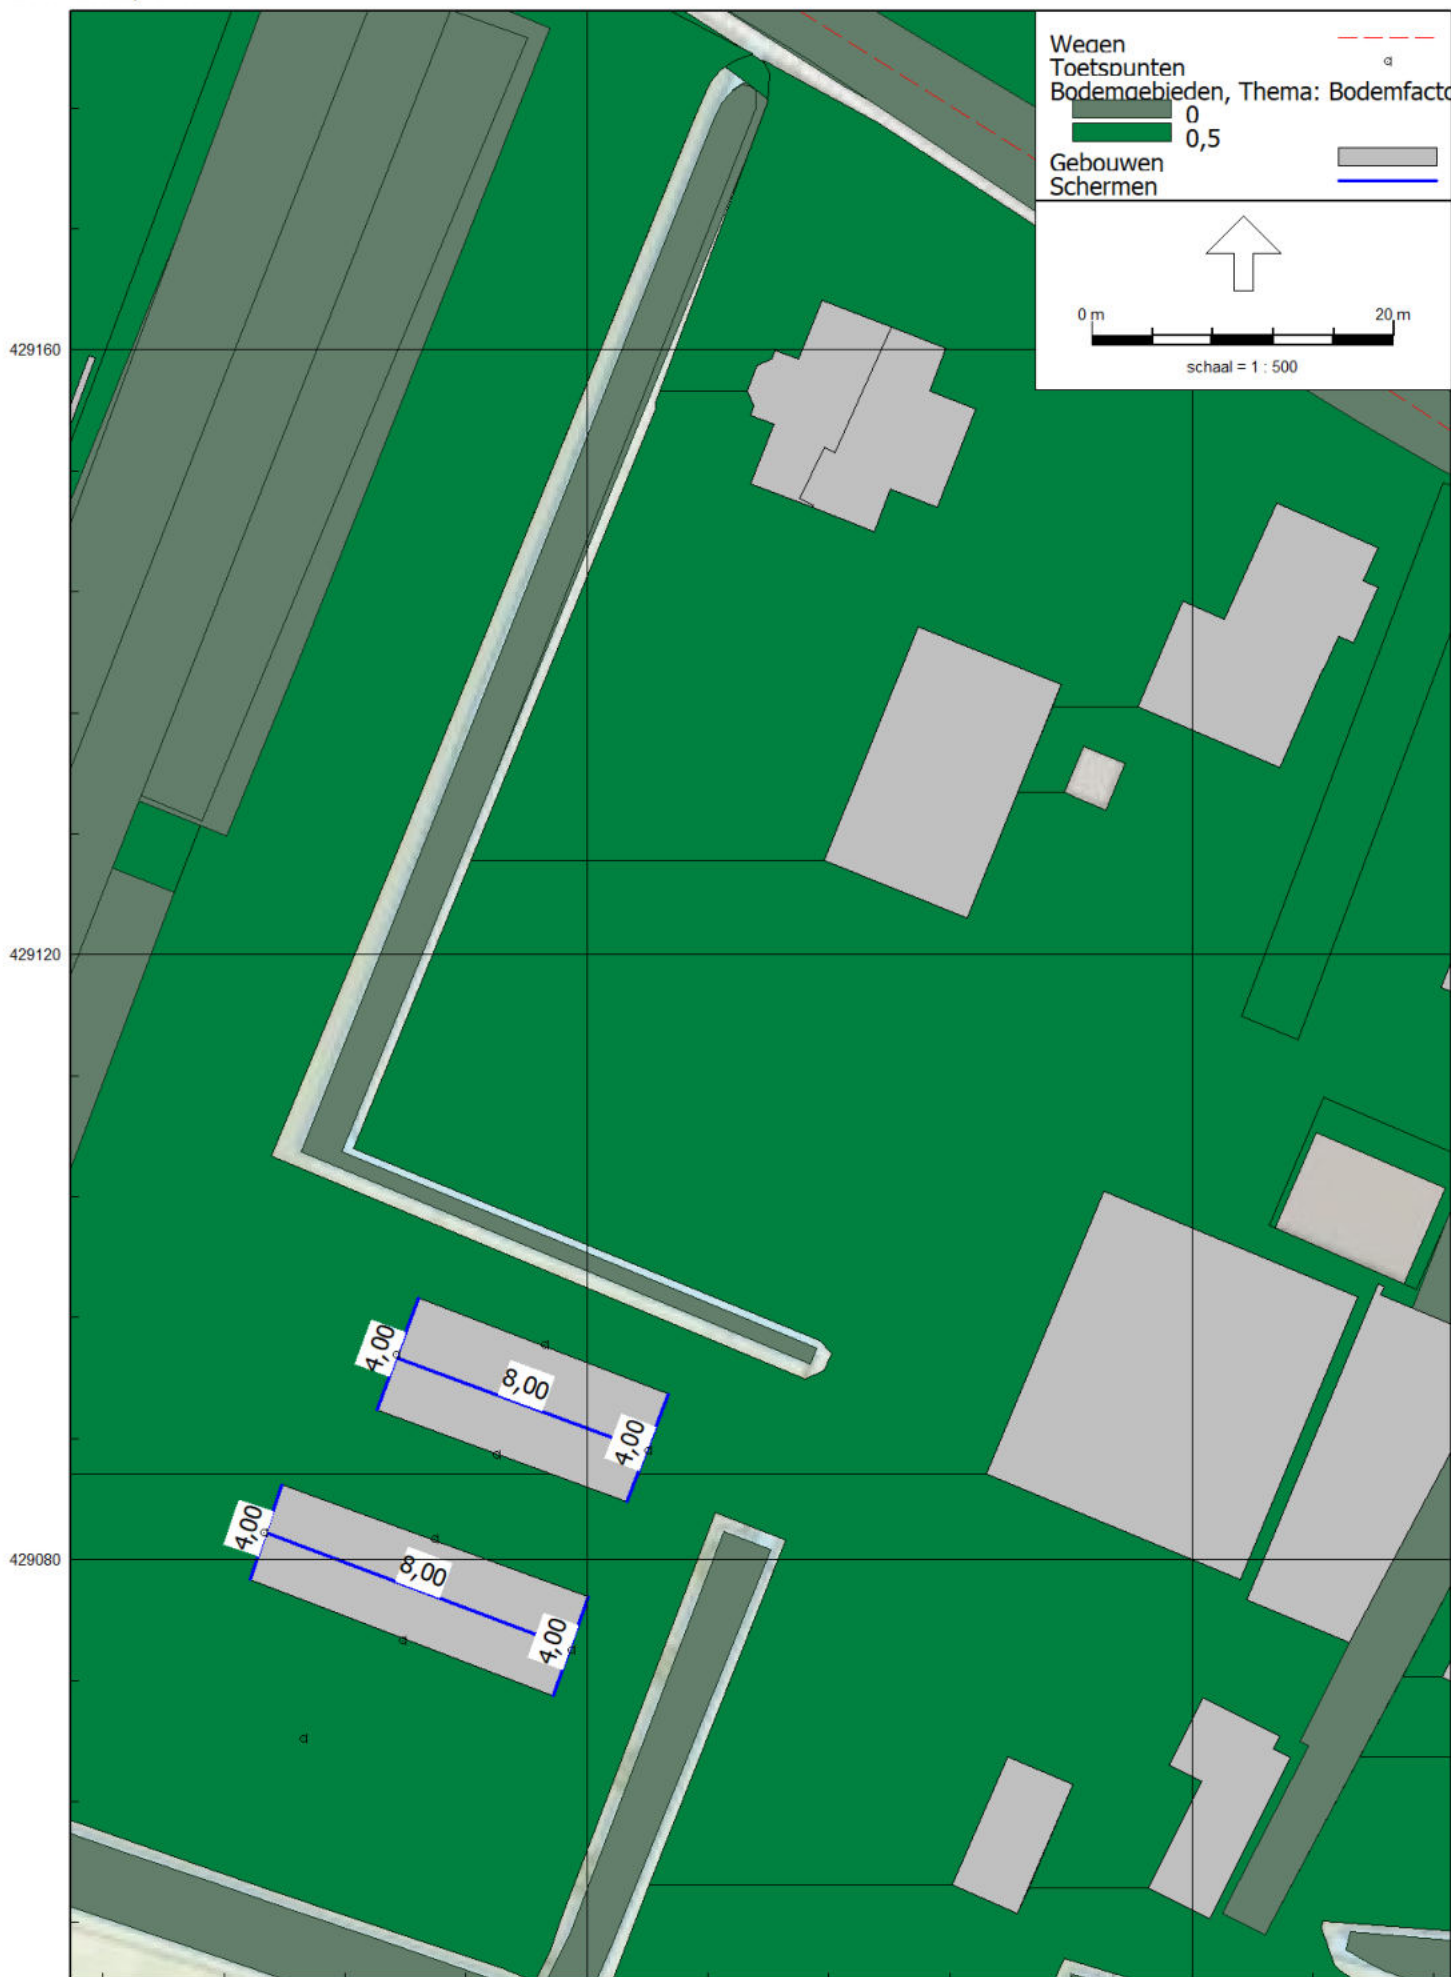 Wegen
Toetspunten
Bodemgebieden, Thema: Bodemfacto
0
0,5
Gebouwen
Schermen
0 m 20 m
schaal = 1 : 500
429160
429120
4,00
8,00
4,00
4,00
429080
8,00
4,00